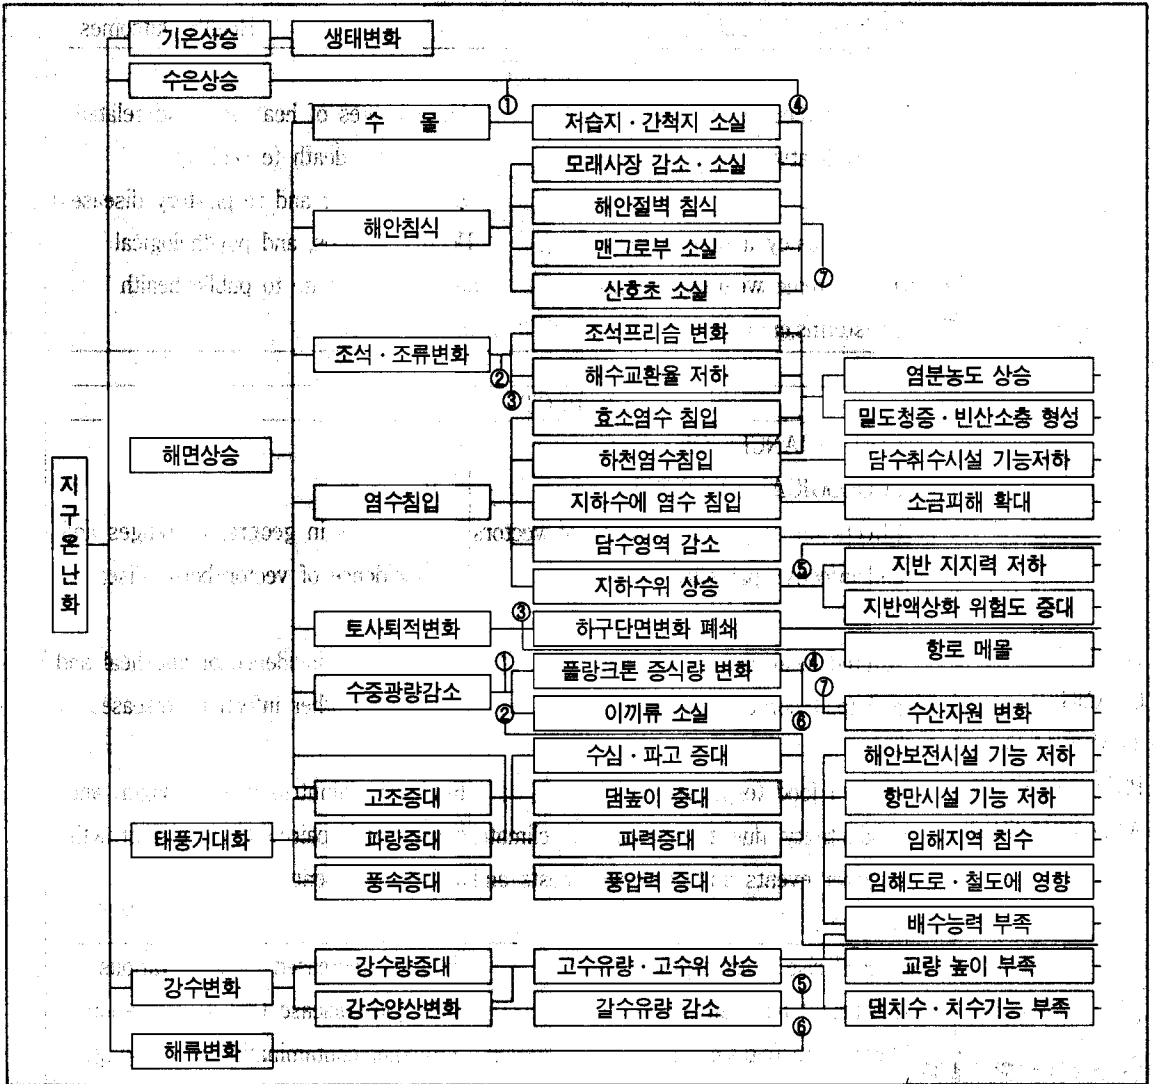 기온상승
생태변화
수온상승
①
④
수 몰
저습지·간척지 소실
모래사장 감소·소실
해안침식
해안절벽 침식
맨그로부 소실
⑦
산호초 소실
조석·조류변화
②
③
조석프리슴 변화
해수교환율 저하
염분농도 상승
효소염수 침입
밀도청증·빈산소층 형성
해면상승
하천염수침입
담수취수시설 기능저하
지구온난화
염수침입
지하수에 염수 침입
소금피해 확대
담수영역 감소
⑤
지반 지지력 저하
지하수위 상승
지반액상화 위험도 중대
토사퇴적변화
③
하구단면변화 폐쇄
항로 메몰
수중광량감소
①
②
플랑크톤 증식량 변화
④
⑦
이끼류 소실
⑥
수산자원 변화
수심·파고 증대
해안보전시설 기능 저하
고조증대
댐높이 중대
항만시설 기능 저하
태풍거대화
파랑증대
파력증대
임해지역 침수
풍속증대
풍압력 증대
임해도로·철도에 영향
배수능력 부족
강수변화
강수량증대
고수유량·고수위 상승
교량 높이 부족
강수양상변화
갈수유량 감소
⑤
댐치수·치수기능 부족
해류변화
⑥